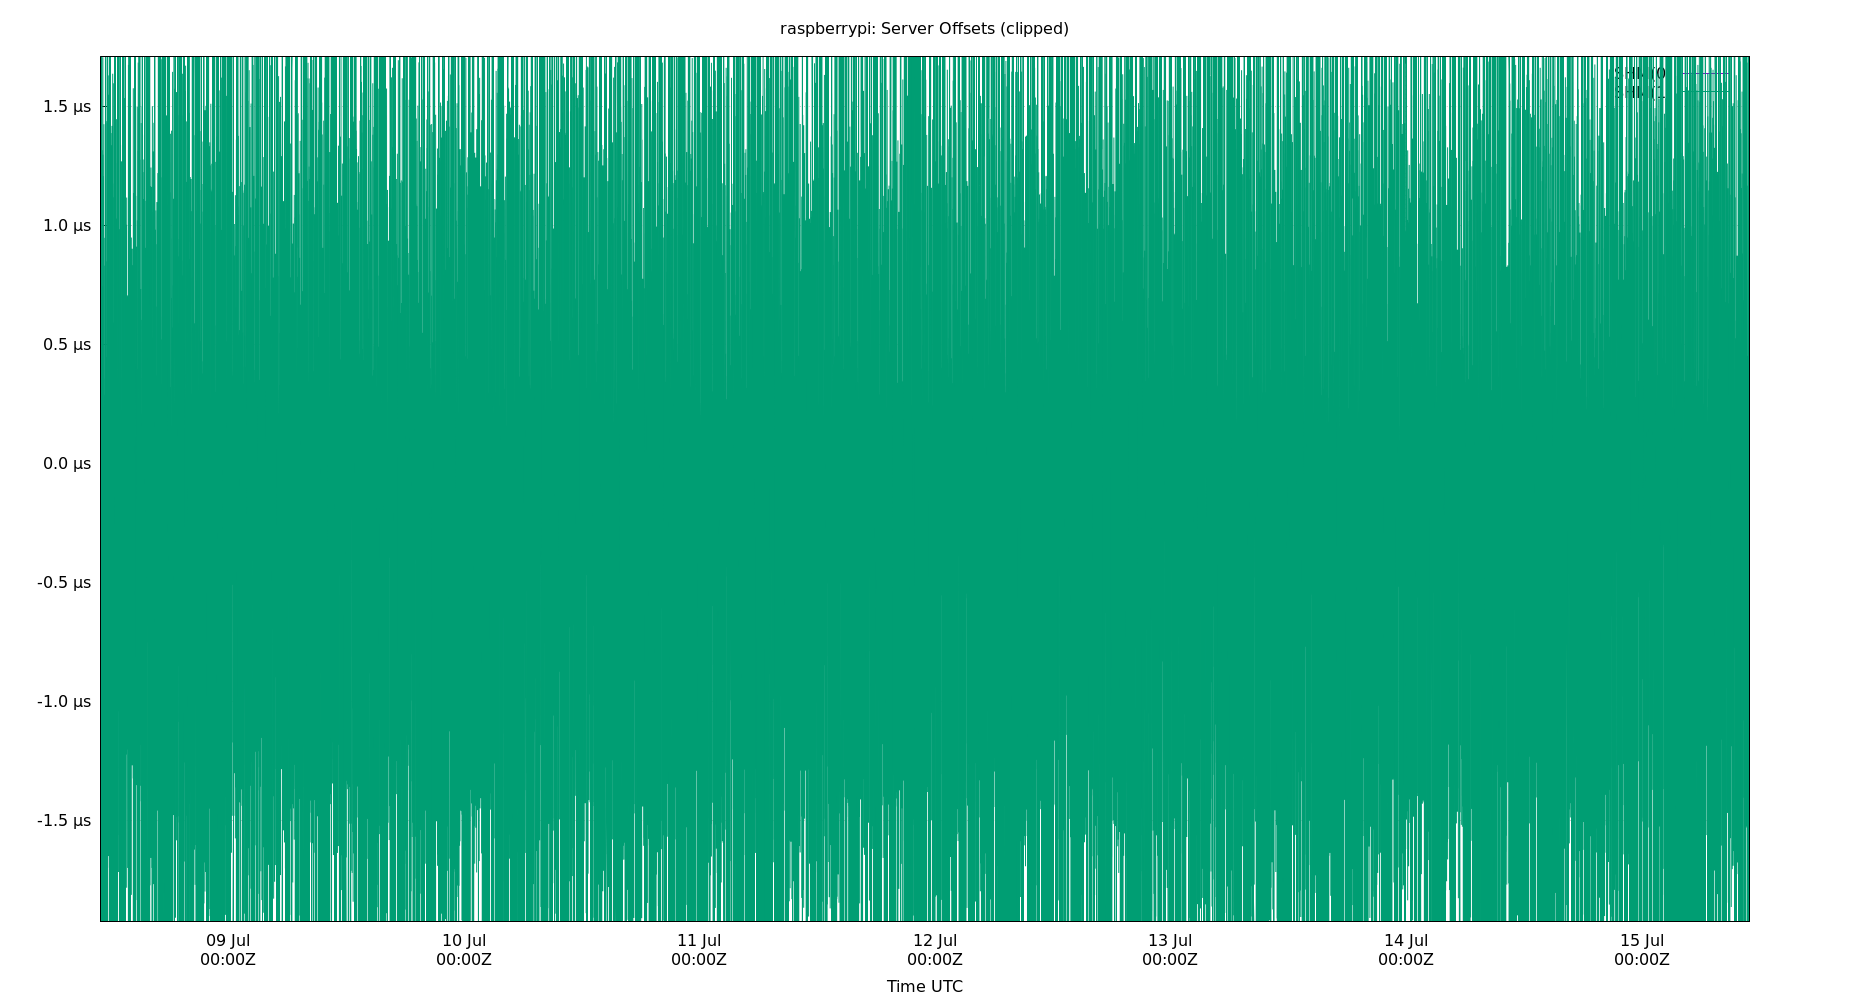 raspberrypi: Server Offsets (clipped)
1.5 µs
1.0 µs
0.5 µs
0.0 µs
-0.5 µs
-1.0 µs
-1.5 µs
09 Jul
00:00Z
10 Jul
00:00Z
11 Jul
00:00Z
12 Jul
00:00Z
13 Jul
00:00Z
14 Jul
00:00Z
15 Jul
00:00Z
Time UTC